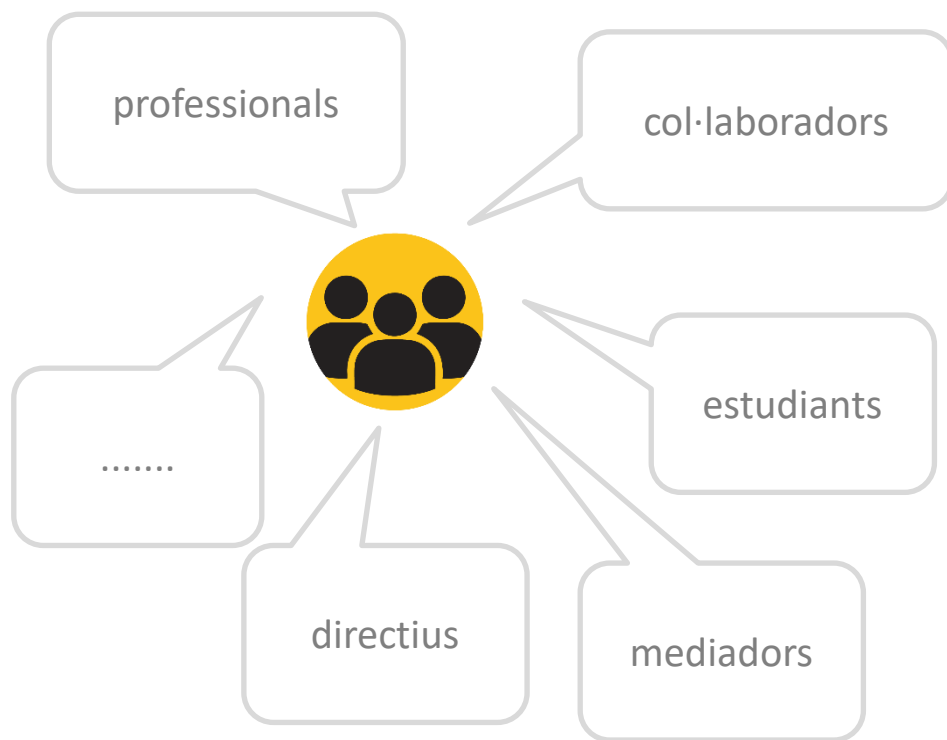 professionals
col·laboradors
estudiants
.......
directius
mediadors